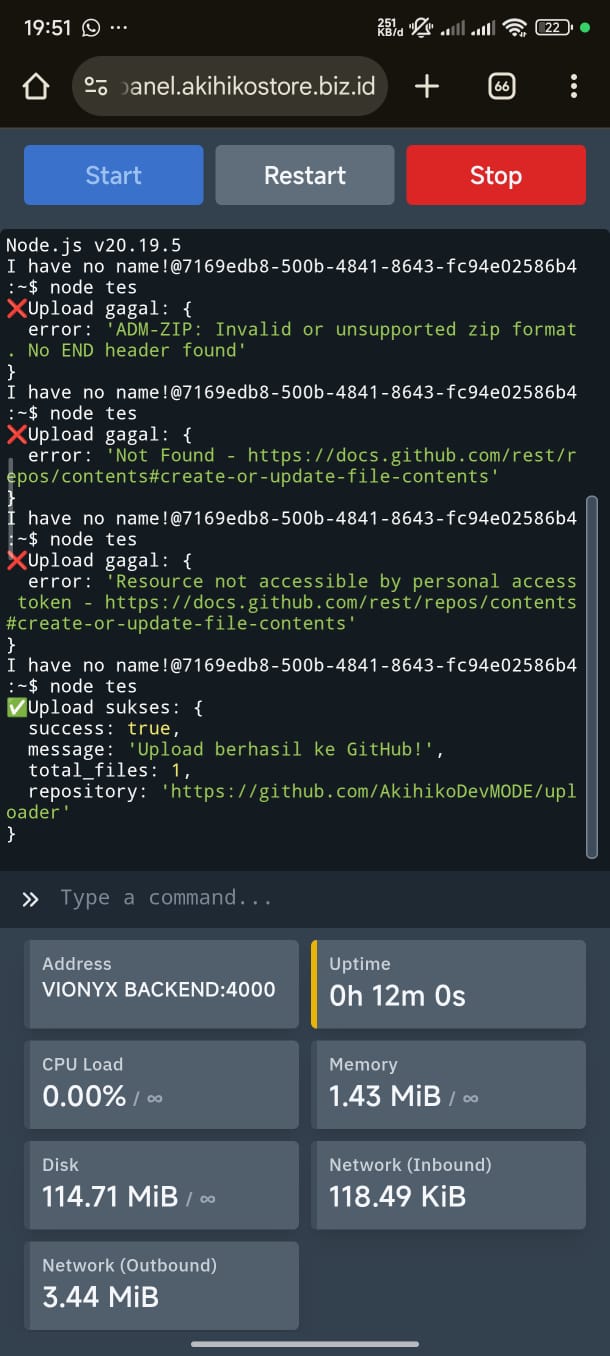 19:51 ...
251 KB/d 22
anel.akihikostore.biz.id 66
Start Restart Stop
Node.js v20.19.5
I have no name!@7169edb8-500b-4841-8643-fc94e02586b4
:~$ node tes
❌Upload gagal: {
  error: 'ADM-ZIP: Invalid or unsupported zip format
. No END header found'
}
I have no name!@7169edb8-500b-4841-8643-fc94e02586b4
:~$ node tes
❌Upload gagal: {
  error: 'Not Found - https://docs.github.com/rest/r
epos/contents#create-or-update-file-contents'
}
I have no name!@7169edb8-500b-4841-8643-fc94e02586b4
:~$ node tes
❌Upload gagal: {
  error: 'Resource not accessible by personal access
 token - https://docs.github.com/rest/repos/contents
#create-or-update-file-contents'
}
I have no name!@7169edb8-500b-4841-8643-fc94e02586b4
:~$ node tes
✅Upload sukses: {
  success: true,
  message: 'Upload berhasil ke GitHub!',
  total_files: 1,
  repository: 'https://github.com/AkihikoDevMODE/upl
oader'
}
» Type a command...
Address
VIONYX BACKEND:4000
Uptime
0h 12m 0s
CPU Load
0.00% / ∞
Memory
1.43 MiB / ∞
Disk
114.71 MiB / ∞
Network (Inbound)
118.49 KiB
Network (Outbound)
3.44 MiB